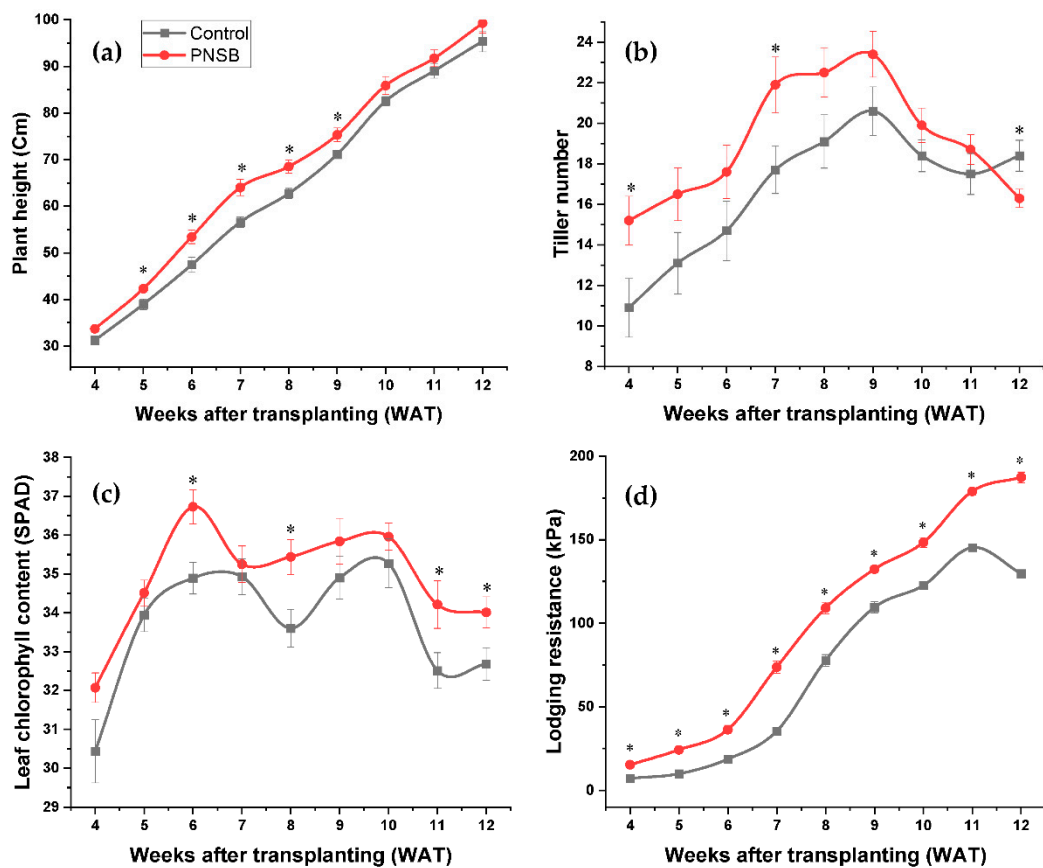 (a)
Control
PNSB
Plant height (Cm)
100
90
80
70
60
50
40
30
* * * * *
4 5 6 7 8 9 10 11 12
Weeks after transplanting (WAT)
(b)
Tiller number
24
22
20
18
16
14
12
10
8
* * *
4 5 6 7 8 9 10 11 12
Weeks after transplanting (WAT)
(c)
Leaf chlorophyll content (SPAD)
38
37
36
35
34
33
32
31
30
29
* * * *
4 5 6 7 8 9 10 11 12
Weeks after transplanting (WAT)
(d)
Lodging resistance (kPa)
200
150
100
50
0
* * * * * * * * *
4 5 6 7 8 9 10 11 12
Weeks after transplanting (WAT)